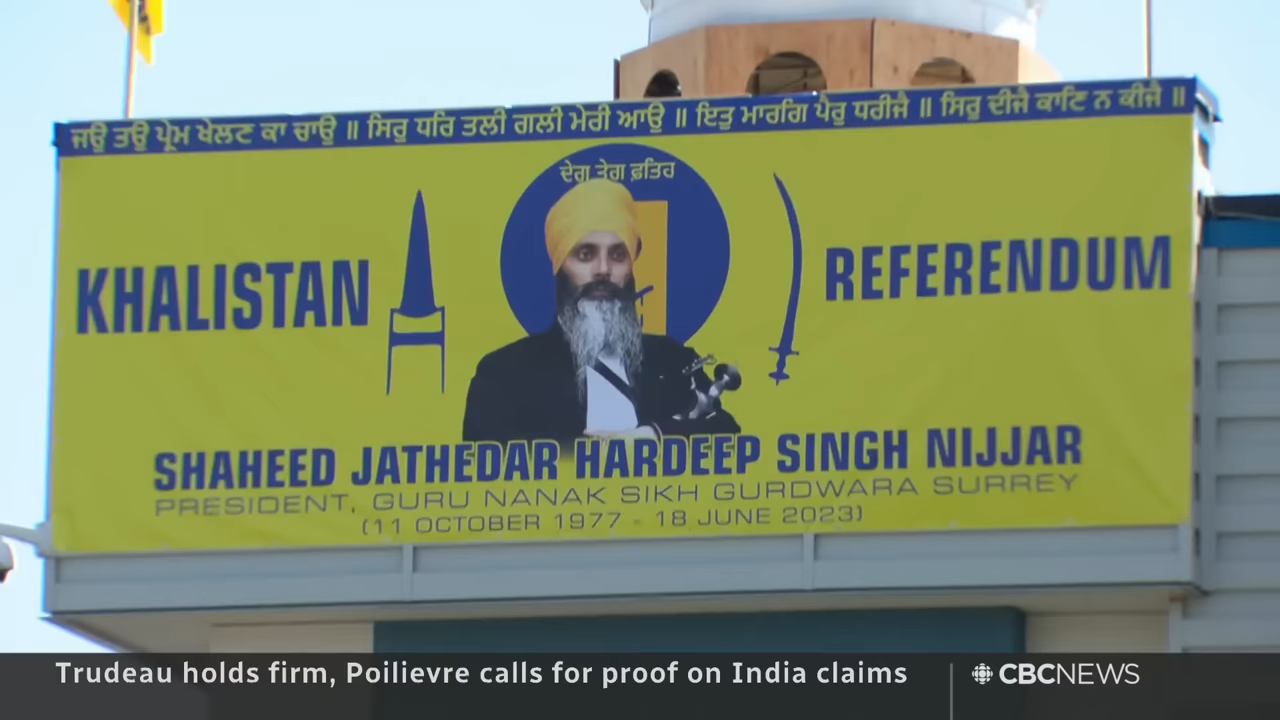 ਜਉ ਤਉ ਪ੍ਰੇਮ ਖੇਲਣ ਕਾ ਚਾਉ ॥ ਸਿਰੁ ਧਰਿ ਤਲੀ ਗਲੀ ਮੇਰੀ ਆਉ ॥ ਇਤੁ ਮਾਰਗਿ ਪੈਰੁ ਧਰੀਜੈ ॥ ਸਿਰੁ ਦੀਜੈ ਕਾਣਿ ਨ ਕੀਜੈ ॥
ਦੇਗ ਤੇਗ ਫ਼ਤਿਹ
KHALISTAN
REFERENDUM
SHAHEED JATHEDAR HARDEEP SINGH NIJJAR
PRESIDENT, GURU NANAK SIKH GURDWARA SURREY
(11 OCTOBER 1977 - 18 JUNE 2023)
Trudeau holds firm, Poilievre calls for proof on India claims
CBCNEWS